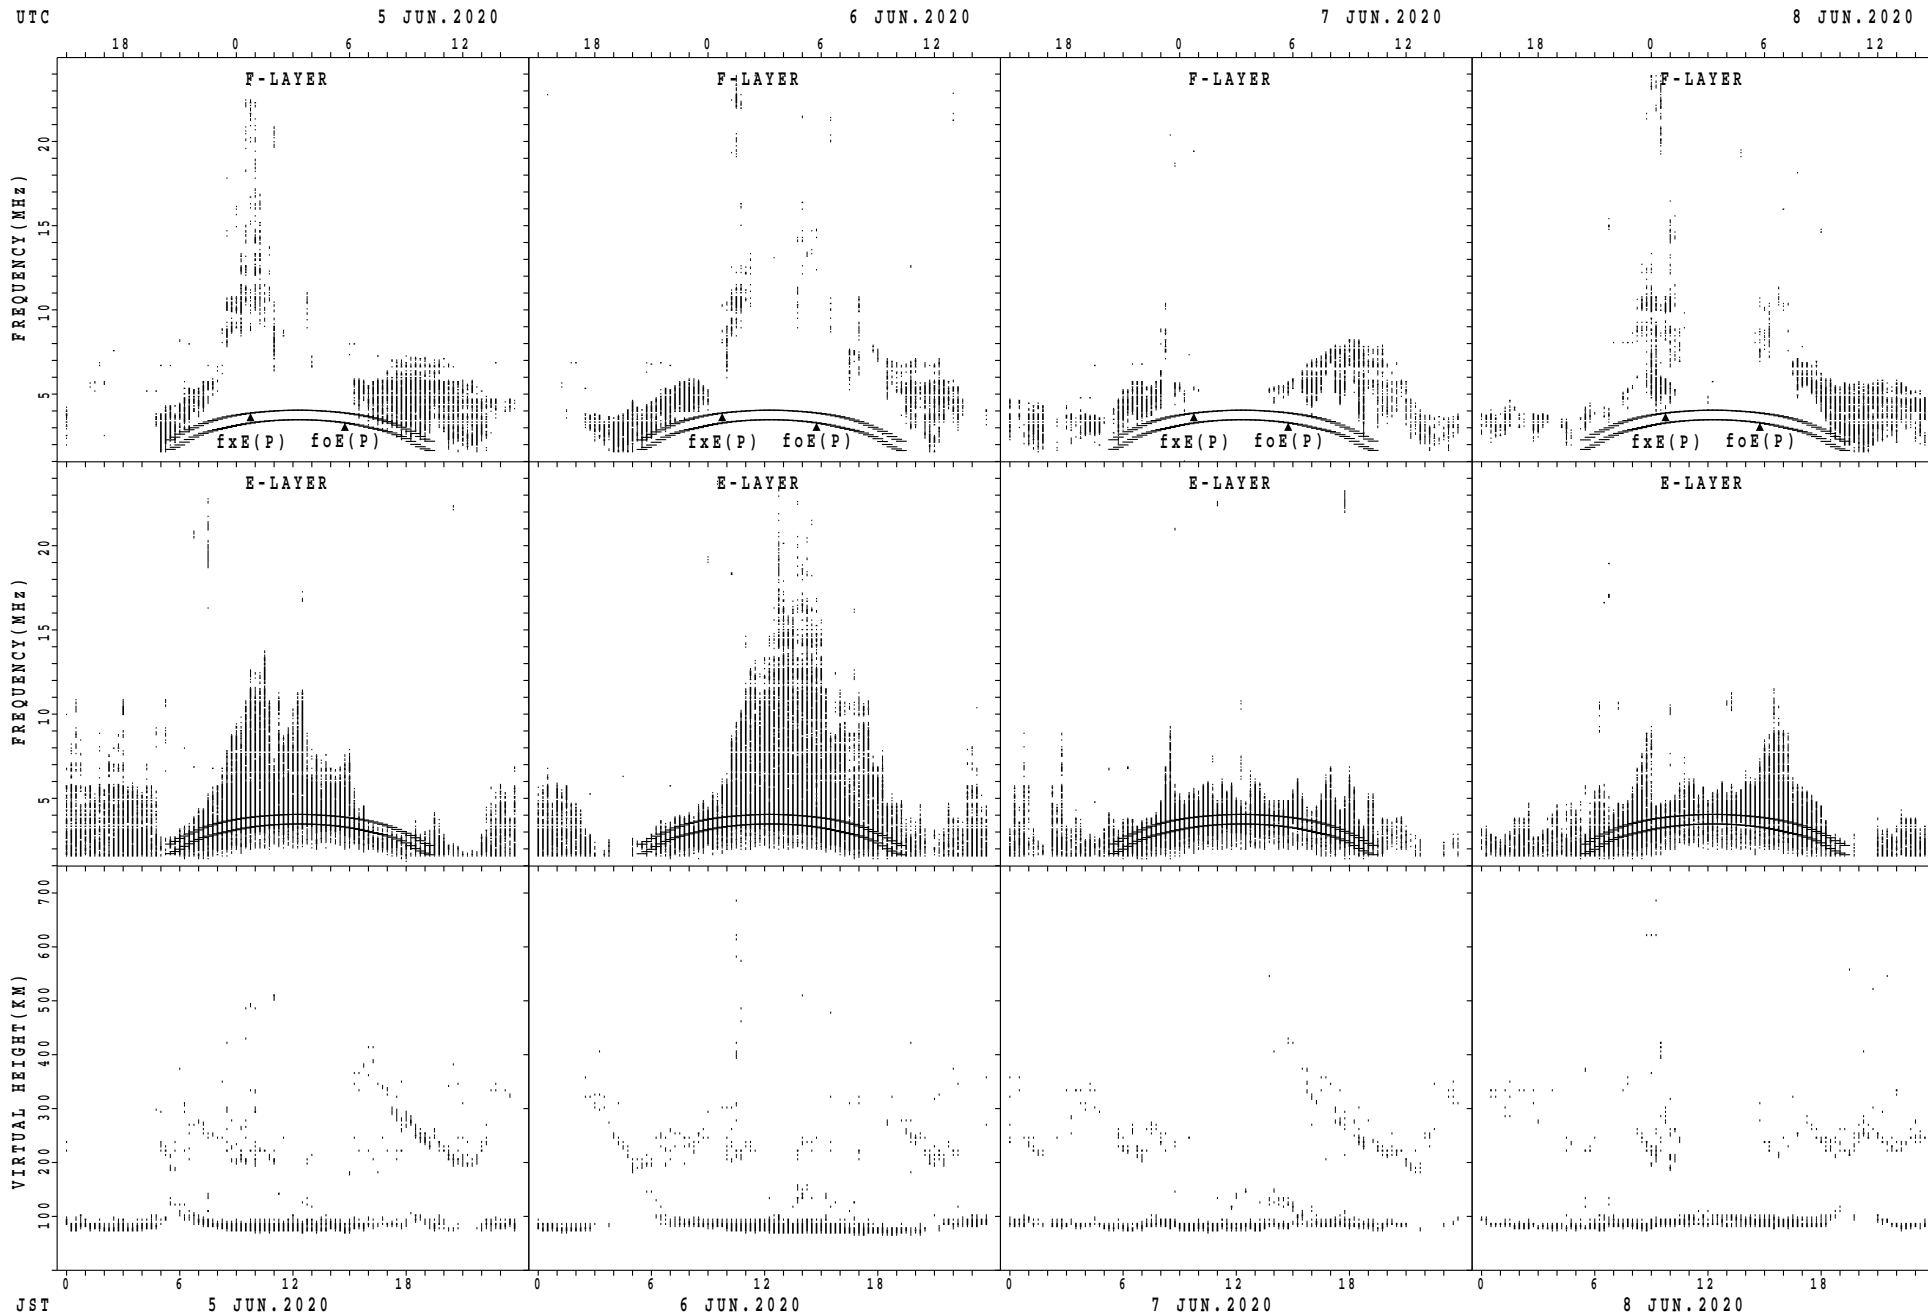 UTC 5 JUN.2020 6 JUN.2020 7 JUN.2020 8 JUN.2020
18 0 6 12 18 0 6 12 18 0 6 12 18 0 6 12
F-LAYER F-LAYER F-LAYER F-LAYER
FREQUENCY(MHz)
20
15
10
5
fxE(P) foE(P) fxE(P) foE(P) fxE(P) foE(P) fxE(P) foE(P)
E-LAYER E-LAYER E-LAYER E-LAYER
FREQUENCY(MHz)
20
15
10
5
VIRTUAL HEIGHT(KM)
700
600
500
400
300
200
100
0 6 12 18 0 6 12 18 0 6 12 18 0 6 12 18
JST 5 JUN.2020 6 JUN.2020 7 JUN.2020 8 JUN.2020